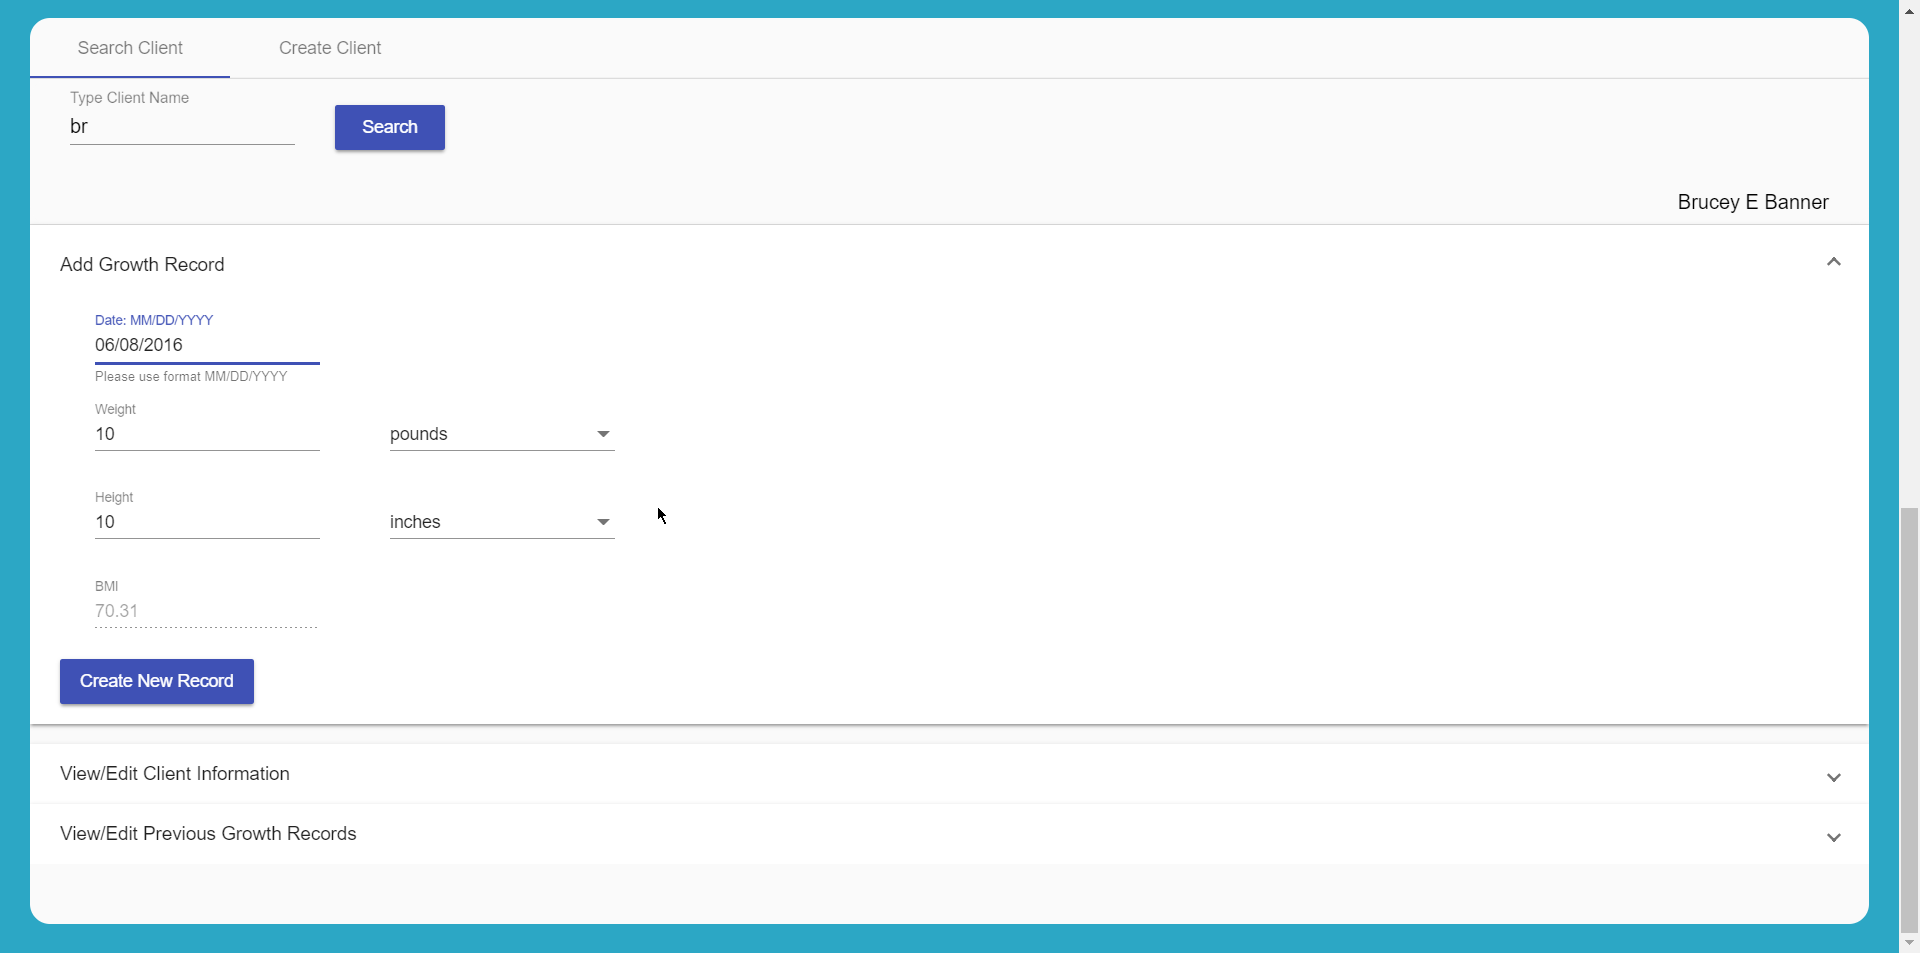 Search Client Create Client
Type Client Name
br
Search
Brucey E Banner
Add Growth Record
Date: MM/DD/YYYY
06/08/2016
Please use format MM/DD/YYYY
Weight
10 pounds
Height
10 inches
BMI
70.31
Create New Record
View/Edit Client Information
View/Edit Previous Growth Records